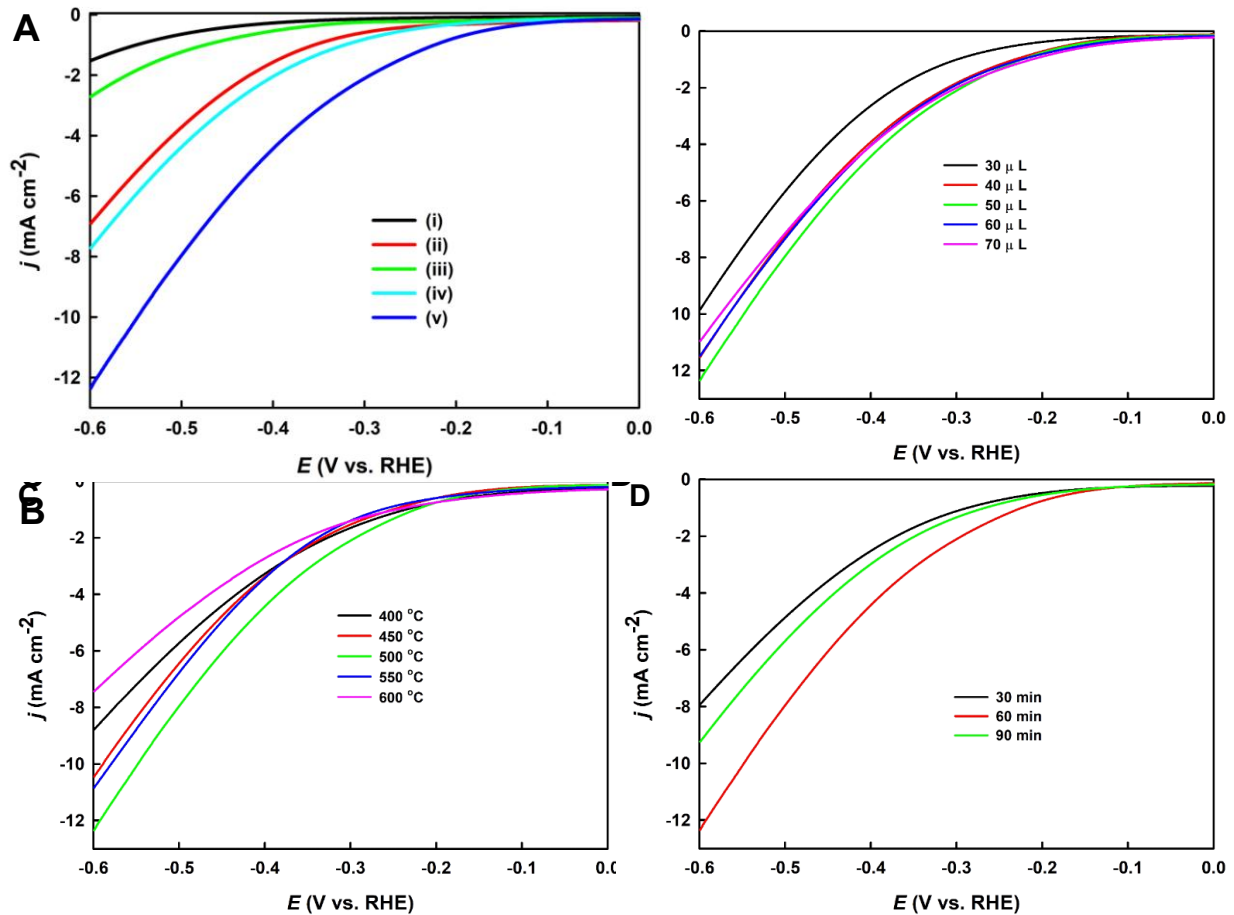 A
0
-2
-4
-6
-8
-10
-12
j (mA cm-2)
(i)
(ii)
(iii)
(iv)
(v)
-0.6 -0.5 -0.4 -0.3 -0.2 -0.1 0.0
E (V vs. RHE)
0
-2
-4
-6
-8
10
12
30 μ L
40 μ L
50 μ L
60 μ L
70 μ L
-0.6 -0.5 -0.4 -0.3 -0.2 -0.1 0.0
E (V vs. RHE)
C
B
0
-2
-4
-6
-8
-10
-12
j (mA cm-2)
400 °C
450 °C
500 °C
550 °C
600 °C
-0.6 -0.5 -0.4 -0.3 -0.2 -0.1 0.0
E (V vs. RHE)
D
0
-2
-4
-6
-8
-10
-12
j (mA cm-2)
30 min
60 min
90 min
-0.6 -0.5 -0.4 -0.3 -0.2 -0.1 0.0
E (V vs. RHE)